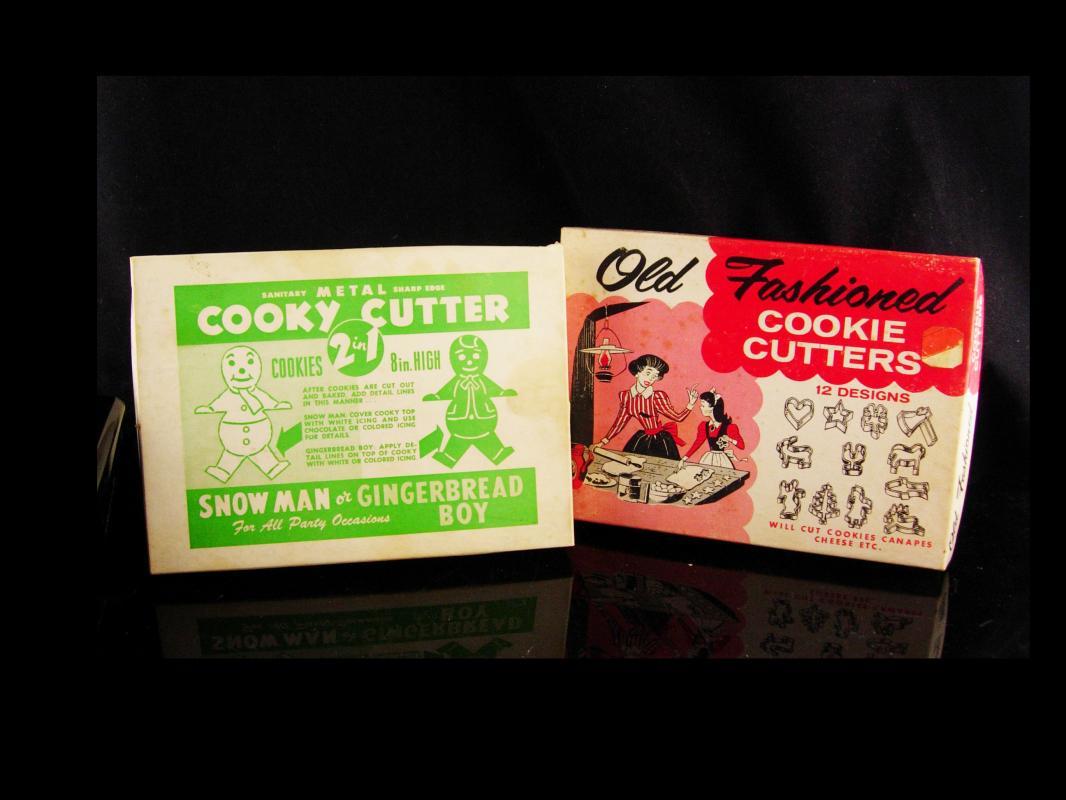 SANITARY METAL SHARP EDGE
COOKY CUTTER
2 in 1
COOKIES 8 in. HIGH
AFTER COOKIES ARE CUT OUT
AND BAKED, ADD DETAIL LINES
IN THIS MANNER . . .
SNOW MAN: COVER COOKY TOP
WITH WHITE ICING AND USE
CHOCOLATE OR COLORED ICING
FUR DETAILS
GINGERBREAD BOY: APPLY DE-
TAIL LINES ON TOP OF COOKY
WITH WHITE OR COLORED ICING
SNOW MAN or GINGERBREAD
BOY
For All Party Occasions
Old Fashioned
COOKIE
CUTTERS
12 DESIGNS
WILL CUT COOKIES CANAPES
CHEESE ETC.
Old Fashioned